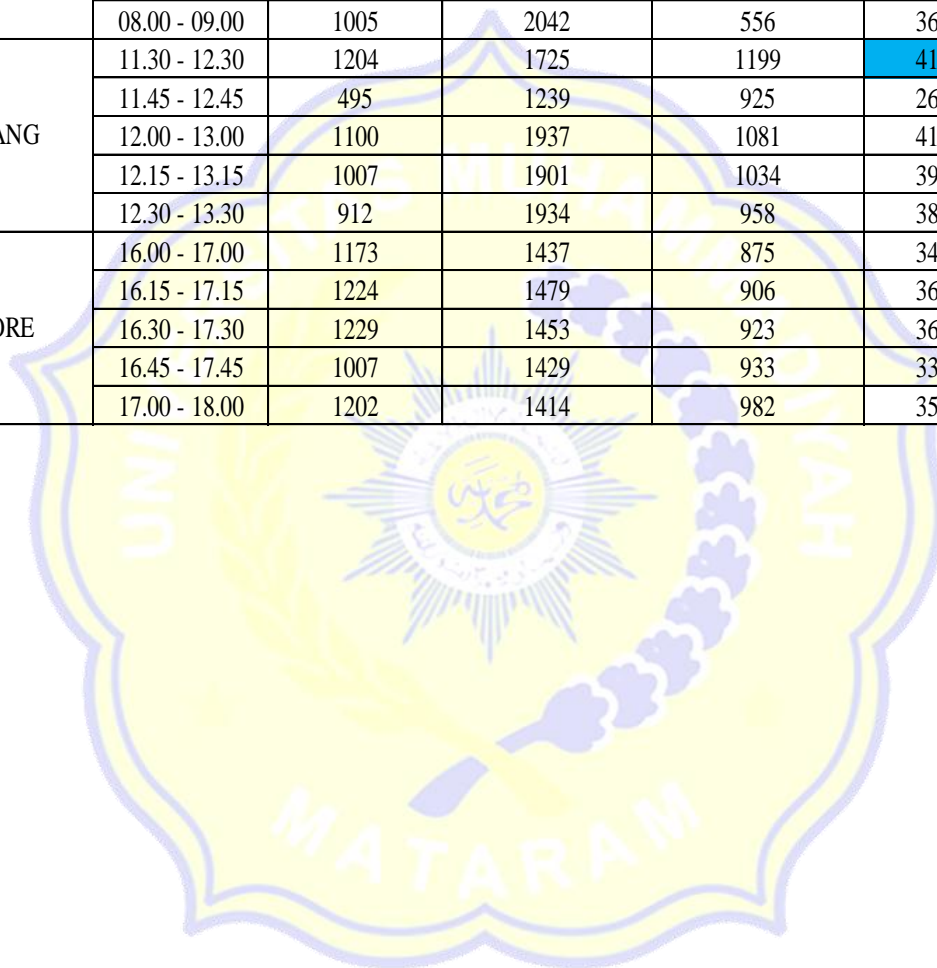 08.00 - 09.00 1005 2042 556 36
11.30 - 12.30 1204 1725 1199 41
11.45 - 12.45 495 1239 925 26
ANG 12.00 - 13.00 1100 1937 1081 41
12.15 - 13.15 1007 1901 1034 39
12.30 - 13.30 912 1934 958 38
16.00 - 17.00 1173 1437 875 34
16.15 - 17.15 1224 1479 906 36
ORE 16.30 - 17.30 1229 1453 923 36
16.45 - 17.45 1007 1429 933 33
17.00 - 18.00 1202 1414 982 35
UNIVERSITAS MUHAMMADIYAH
MATARAM